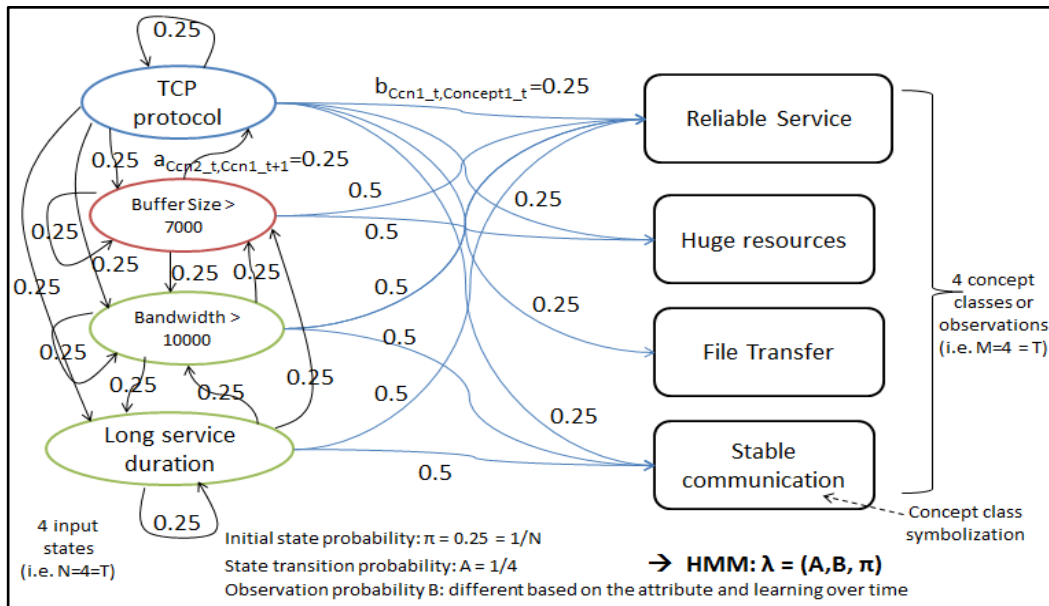 0.25
TCP
protocol
b_Ccn1_t,Concept1_t=0.25
Reliable Service
0.25
a_Ccn2_t,Ccn1_t+1=0.25
0.5
0.25
Buffer Size >
7000
0.25
0.5
Huge resources
0.25
0.25
0.25
0.25
0.5
4 concept
classes or
observations
(i.e. M=4 = T)
Bandwidth >
10000
0.25
0.5
0.25
File Transfer
0.25
0.25
0.25
0.5
0.25
Long service
duration
0.5
Stable
communication
0.25
Concept class
symbolization
4 input
states
(i.e. N=4=T)
Initial state probability: π = 0.25 = 1/N
State transition probability: A = 1/4
→ HMM: λ = (A,B, π)
Observation probability B: different based on the attribute and learning over time